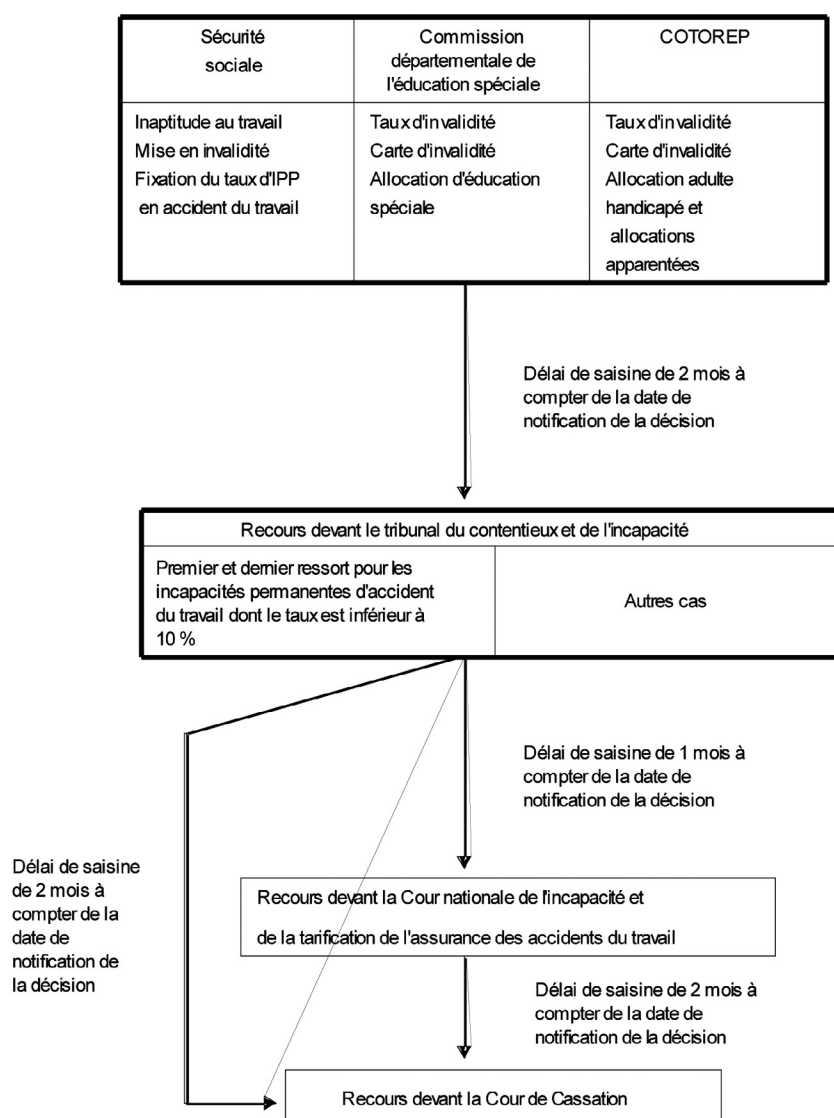 Sécurité
sociale
Commission
départementale de
l'éducation spéciale
COTOREP
Inaptitude au travail
Mise en invalidité
Fixation du taux d'IPP
en accident du travail
Taux d'invalidité
Carte d'invalidité
Allocation d'éducation
spéciale
Taux d'invalidité
Carte d'invalidité
Allocation adulte
handicapé et
allocations
apparentées
Délai de saisine de 2 mois à
compter de la date de
notification de la décision
Recours devant le tribunal du contentieux et de l'incapacité
Premier et dernier ressort pour les
incapacités permanentes d'accident
du travail dont le taux est inférieur à
10 %
Autres cas
Délai de saisine de 1 mois à
compter de la date de
notification de la décision
Délai de saisine
de 2 mois à
compter de la
date de
notification de
la décision
Recours devant la Cour nationale de l'incapacité et
de la tarification de l'assurance des accidents du travail
Délai de saisine de 2 mois à
compter de la date de
notification de la décision
Recours devant la Cour de Cassation